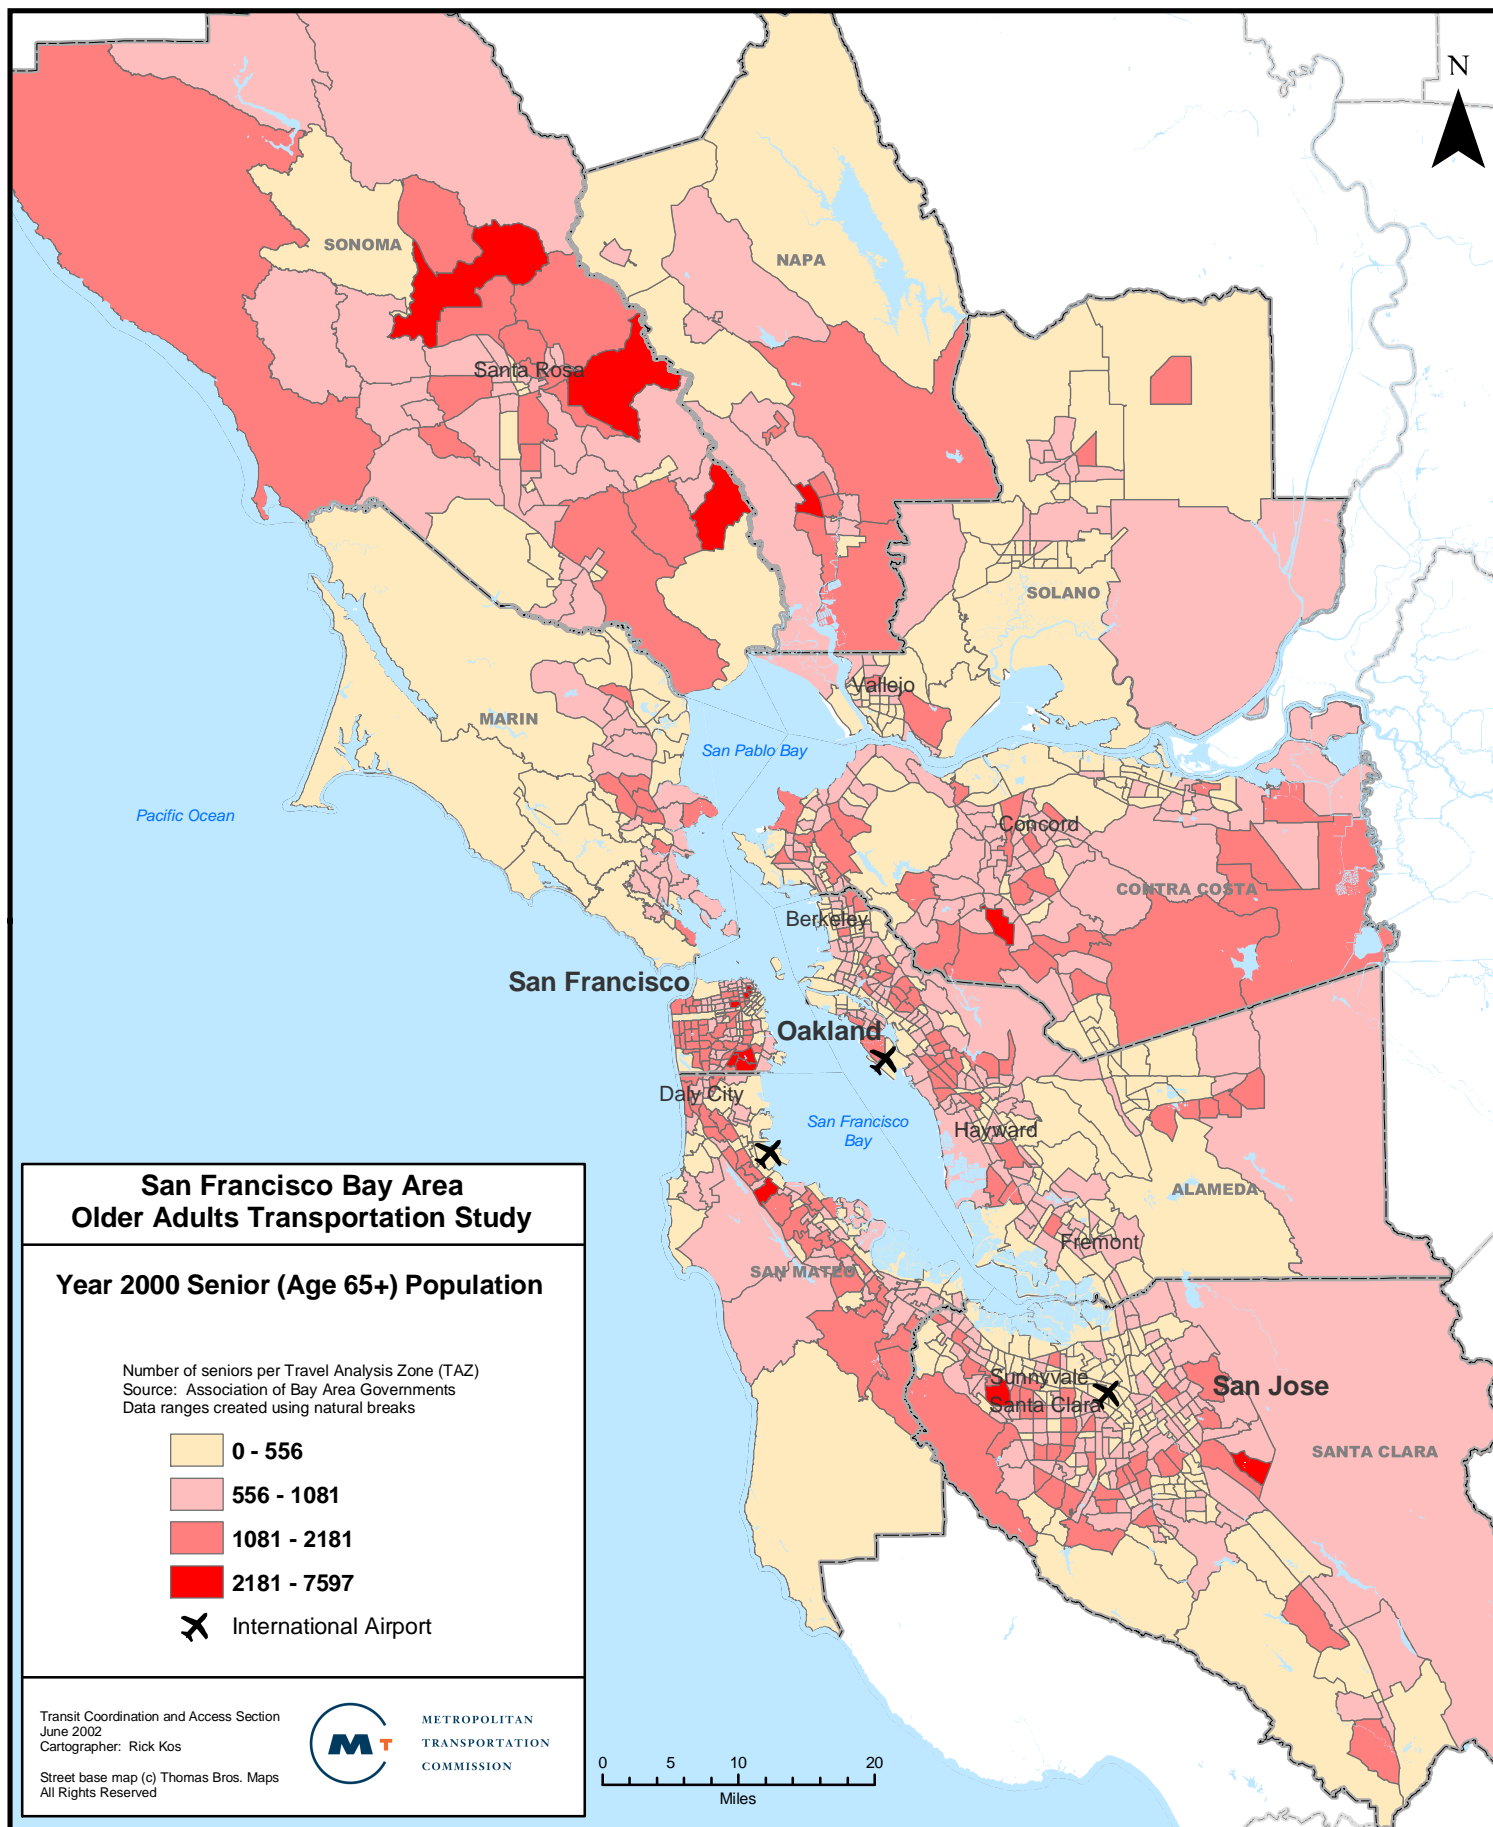 N
SONOMA
NAPA
Santa Rosa
SOLANO
Vallejo
MARIN
San Pablo Bay
Pacific Ocean
Concord
CONTRA COSTA
Berkeley
San Francisco
Oakland
Daly City
San Francisco
Bay
Hayward
ALAMEDA
Fremont
SAN MATEO
Sunnyvale
San Jose
Santa Clara
SANTA CLARA
San Francisco Bay Area
Older Adults Transportation Study
Year 2000 Senior (Age 65+) Population
Number of seniors per Travel Analysis Zone (TAZ)
Source: Association of Bay Area Governments
Data ranges created using natural breaks
0 - 556
556 - 1081
1081 - 2181
2181 - 7597
International Airport
Transit Coordination and Access Section
June 2002
Cartographer: Rick Kos
Street base map (c) Thomas Bros. Maps
All Rights Reserved
M T
METROPOLITAN
TRANSPORTATION
COMMISSION
0 5 10 20
Miles